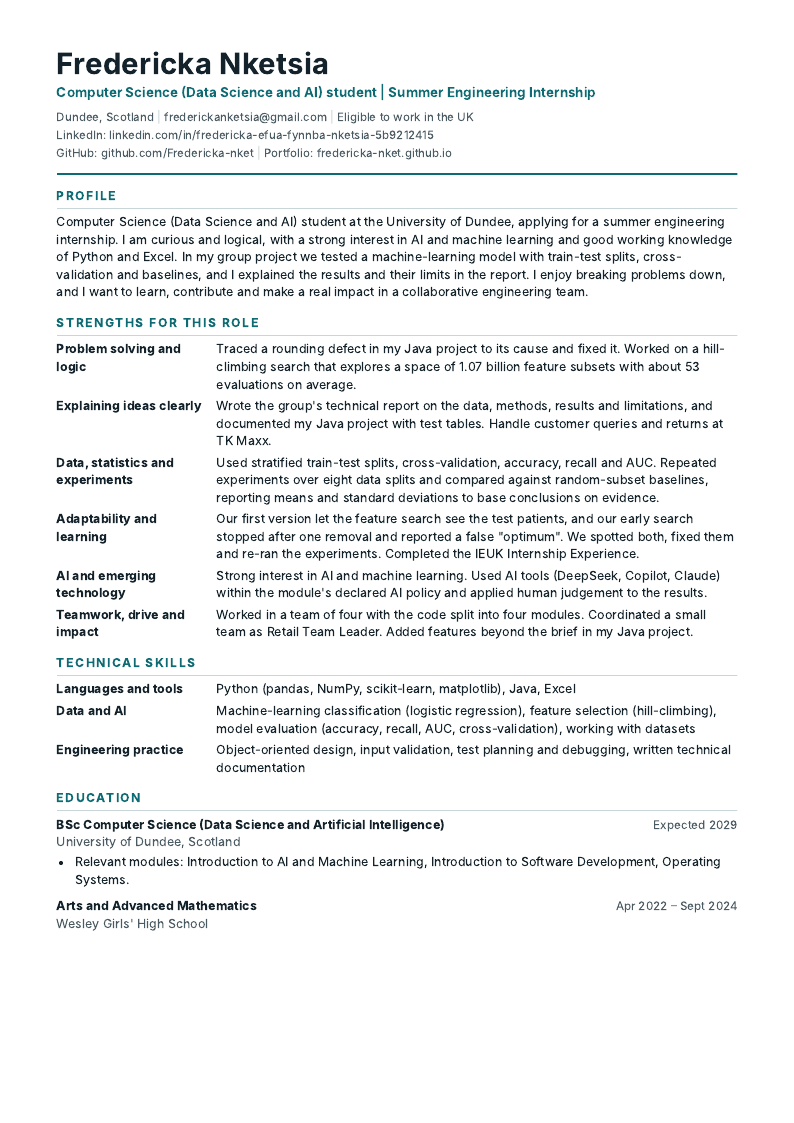 Fredericka Nketsia
Computer Science (Data Science and AI) student | Summer Engineering Internship
Dundee, Scotland | frederickanketsia@gmail.com | Eligible to work in the UK
LinkedIn: linkedin.com/in/fredericka-efua-fynnba-nketsia-5b9212415
GitHub: github.com/Fredericka-nket | Portfolio: fredericka-nket.github.io
PROFILE
Computer Science (Data Science and AI) student at the University of Dundee, applying for a summer engineering
internship. I am curious and logical, with a strong interest in AI and machine learning and good working knowledge
of Python and Excel. In my group project we tested a machine-learning model with train-test splits, cross-
validation and baselines, and I explained the results and their limits in the report. I enjoy breaking problems down,
and I want to learn, contribute and make a real impact in a collaborative engineering team.
STRENGTHS FOR THIS ROLE
Problem solving and logic
Traced a rounding defect in my Java project to its cause and fixed it. Worked on a hill-
climbing search that explores a space of 1.07 billion feature subsets with about 53
evaluations on average.
Explaining ideas clearly
Wrote the group's technical report on the data, methods, results and limitations, and
documented my Java project with test tables. Handle customer queries and returns at
TK Maxx.
Data, statistics and
experiments
Used stratified train-test splits, cross-validation, accuracy, recall and AUC. Repeated
experiments over eight data splits and compared against random-subset baselines,
reporting means and standard deviations to base conclusions on evidence.
Adaptability and
learning
Our first version let the feature search see the test patients, and our early search
stopped after one removal and reported a false "optimum". We spotted both, fixed them
and re-ran the experiments. Completed the IEUK Internship Experience.
AI and emerging
technology
Strong interest in AI and machine learning. Used AI tools (DeepSeek, Copilot, Claude)
within the module's declared AI policy and applied human judgement to the results.
Teamwork, drive and
impact
Worked in a team of four with the code split into four modules. Coordinated a small
team as Retail Team Leader. Added features beyond the brief in my Java project.
TECHNICAL SKILLS
Languages and tools
Python (pandas, NumPy, scikit-learn, matplotlib), Java, Excel
Data and AI
Machine-learning classification (logistic regression), feature selection (hill-climbing),
model evaluation (accuracy, recall, AUC, cross-validation), working with datasets
Engineering practice
Object-oriented design, input validation, test planning and debugging, written technical
documentation
EDUCATION
BSc Computer Science (Data Science and Artificial Intelligence) Expected 2029
University of Dundee, Scotland
• Relevant modules: Introduction to AI and Machine Learning, Introduction to Software Development, Operating
Systems.
Arts and Advanced Mathematics Apr 2022 – Sept 2024
Wesley Girls' High School